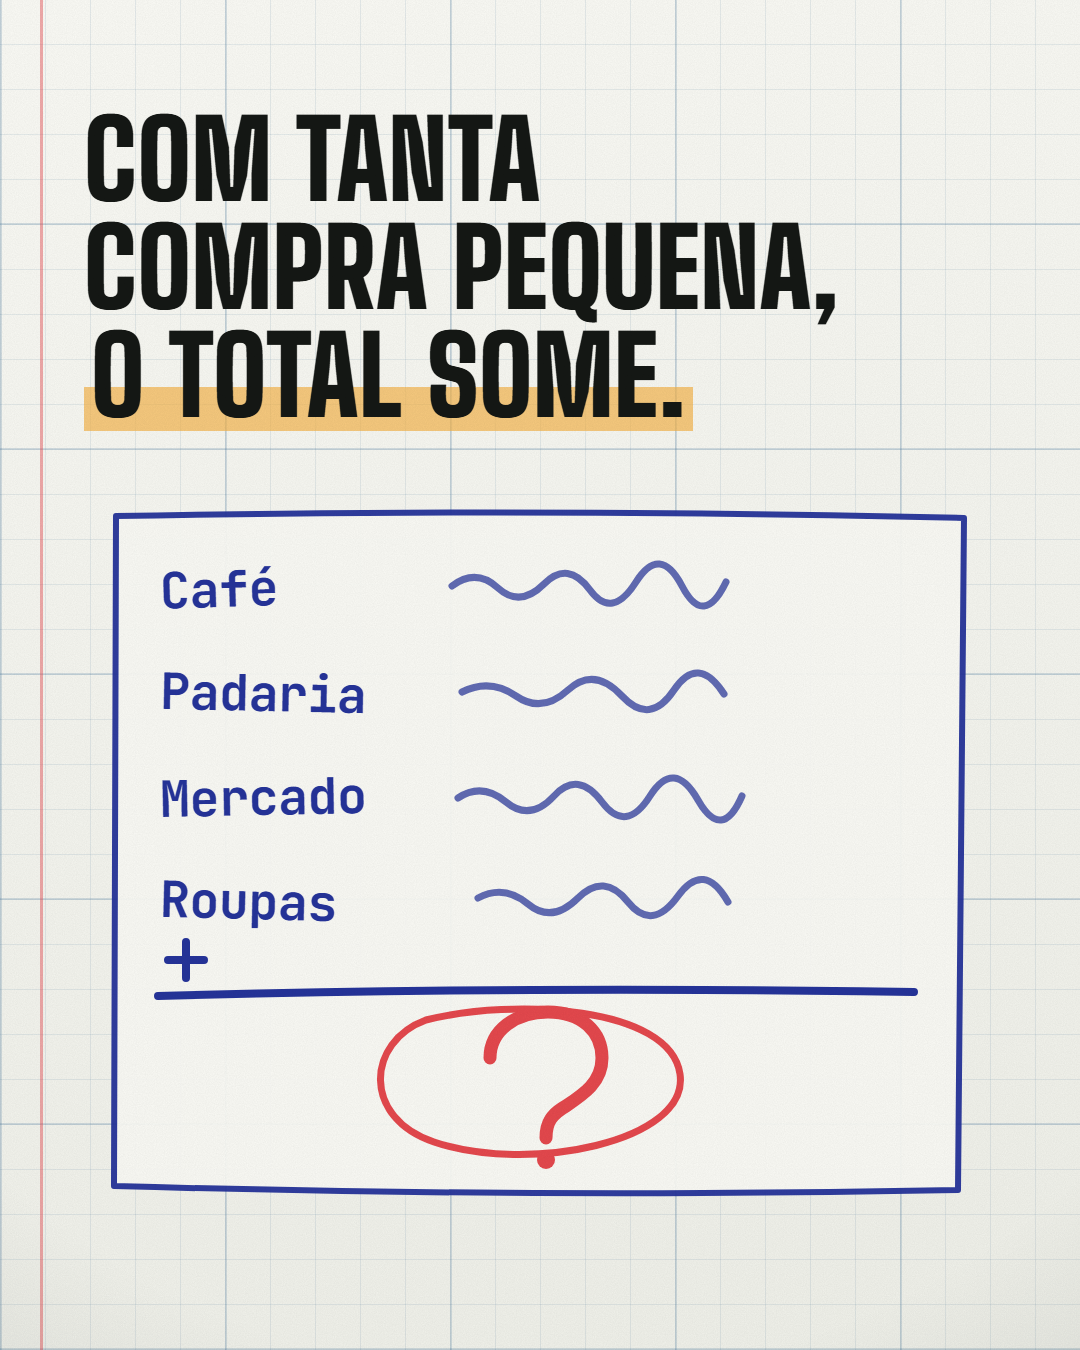 COM TANTA
COMPRA PEQUENA,
O TOTAL SOME.
Café
Padaria
Mercado
Roupas
+
?